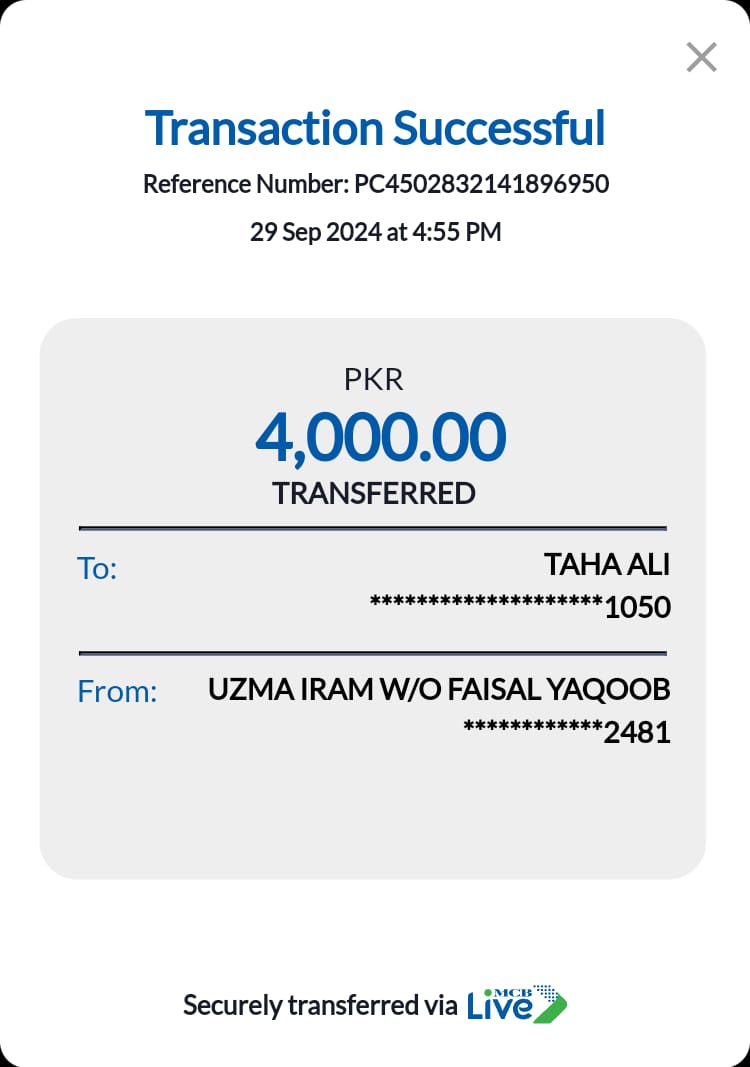 Transaction Successful
Reference Number: PC4502832141896950
29 Sep 2024 at 4:55 PM
PKR
4,000.00
TRANSFERRED
To:
TAHA ALI
********************1050
From:
UZMA IRAM W/O FAISAL YAQOOB
************2481
Securely transferred via MCB Live